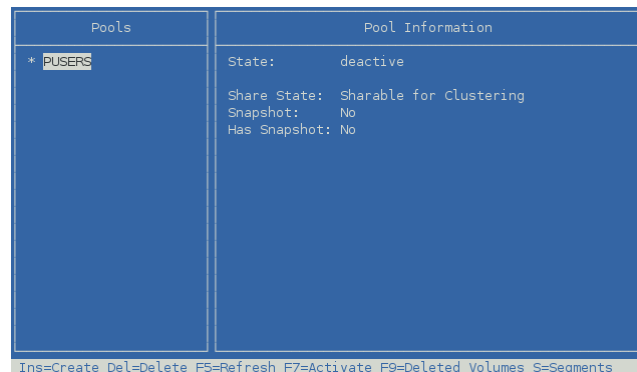 Pools
Pool Information
* PUSERS
State: deactive
Share State: Sharable for Clustering
Snapshot: No
Has Snapshot: No
Ins=Create Del=Delete F5=Refresh F7=Activate F9=Deleted Volumes S=Segments